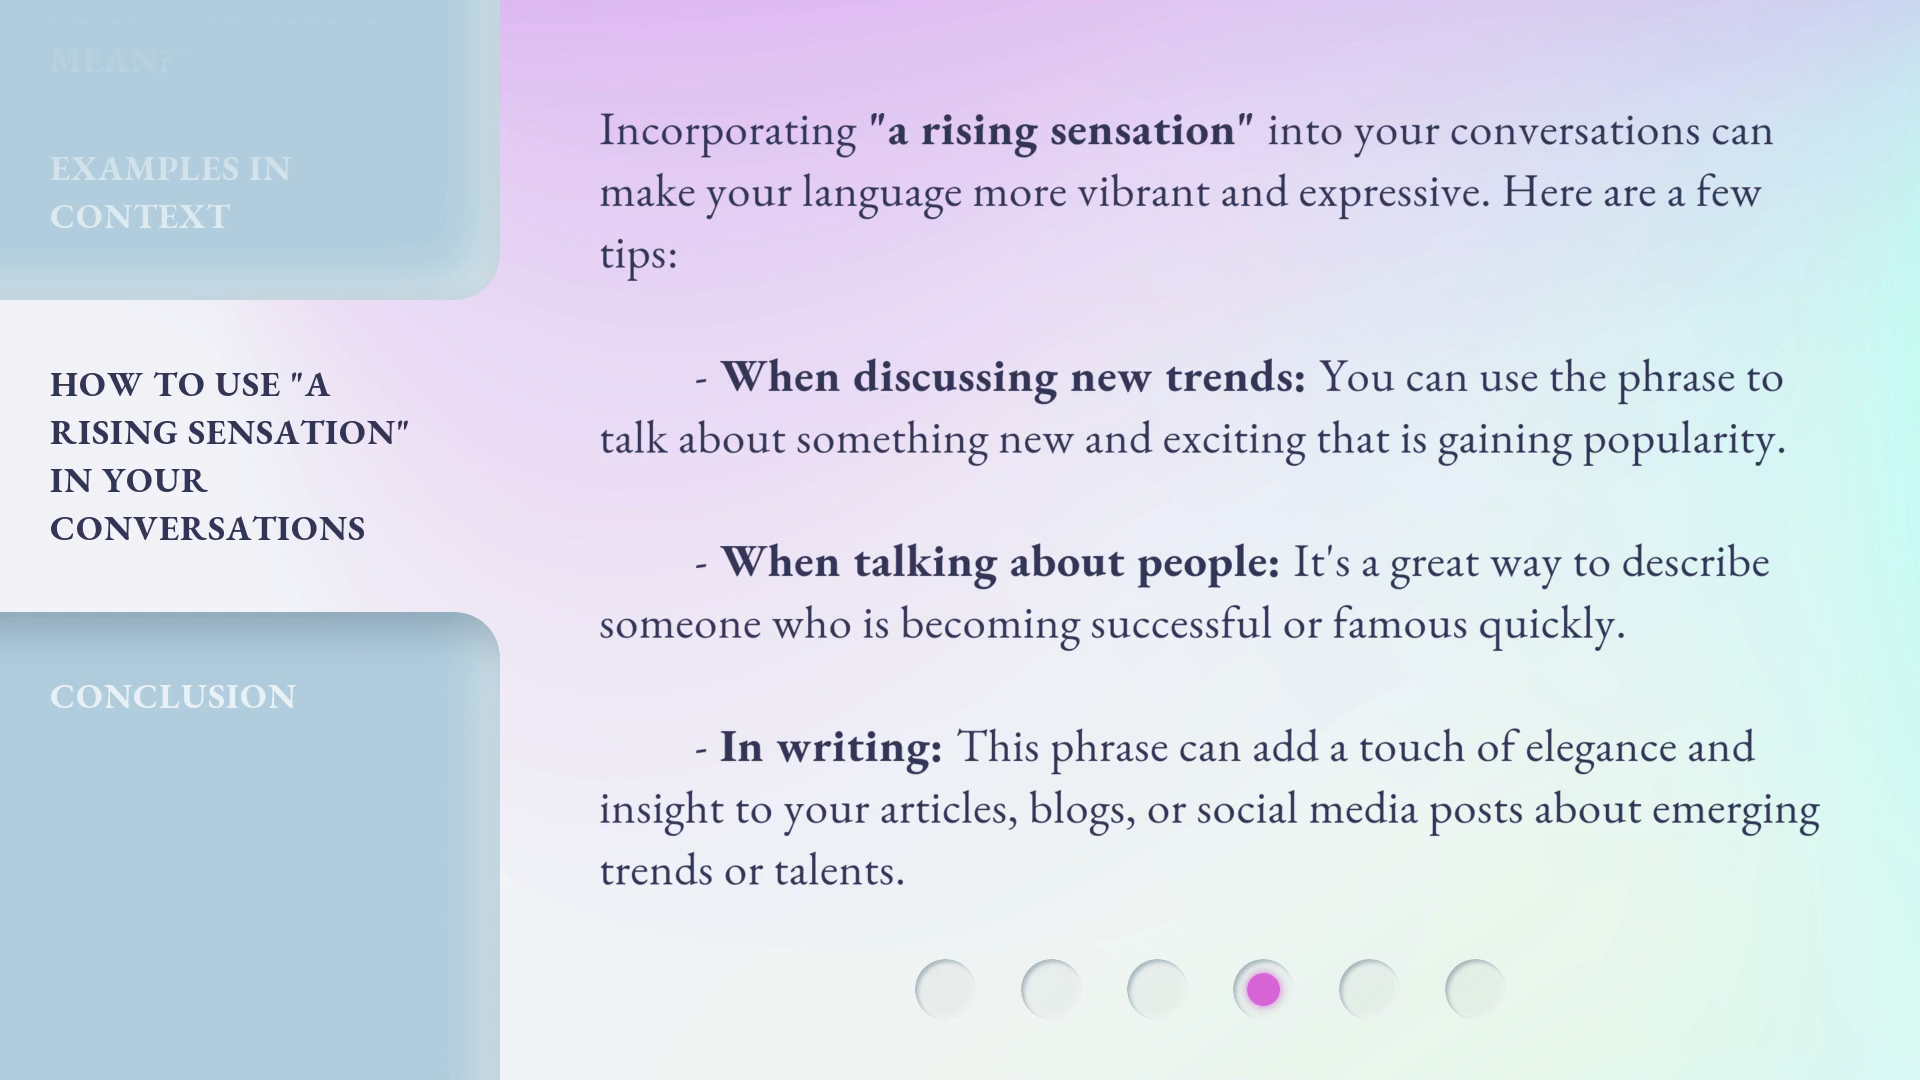 MEAN?
EXAMPLES IN
CONTEXT
HOW TO USE "A
RISING SENSATION"
IN YOUR
CONVERSATIONS
CONCLUSION
Incorporating "a rising sensation" into your conversations can
make your language more vibrant and expressive. Here are a few
tips:
- When discussing new trends: You can use the phrase to
talk about something new and exciting that is gaining popularity.
- When talking about people: It's a great way to describe
someone who is becoming successful or famous quickly.
- In writing: This phrase can add a touch of elegance and
insight to your articles, blogs, or social media posts about emerging
trends or talents.